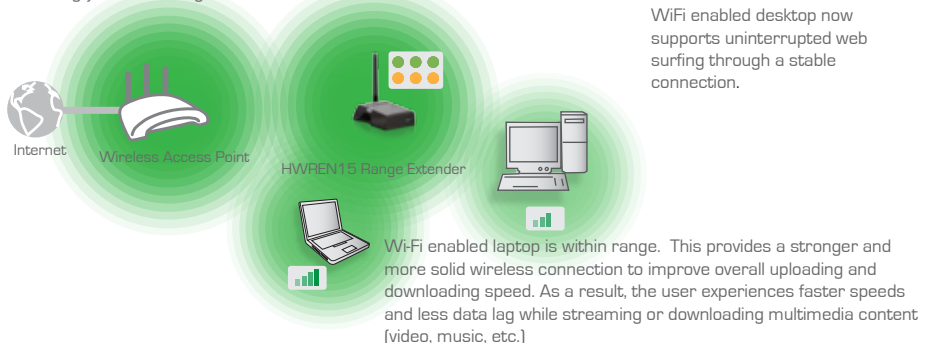 WiFi enabled desktop now
supports uninterrupted web
surfing through a stable
connection.
Internet
Wireless Access Point
HWREN15 Range Extender
Wi-Fi enabled laptop is within range. This provides a stronger and
more solid wireless connection to improve overall uploading and
downloading speed. As a result, the user experiences faster speeds
and less data lag while streaming or downloading multimedia content
(video, music, etc.)